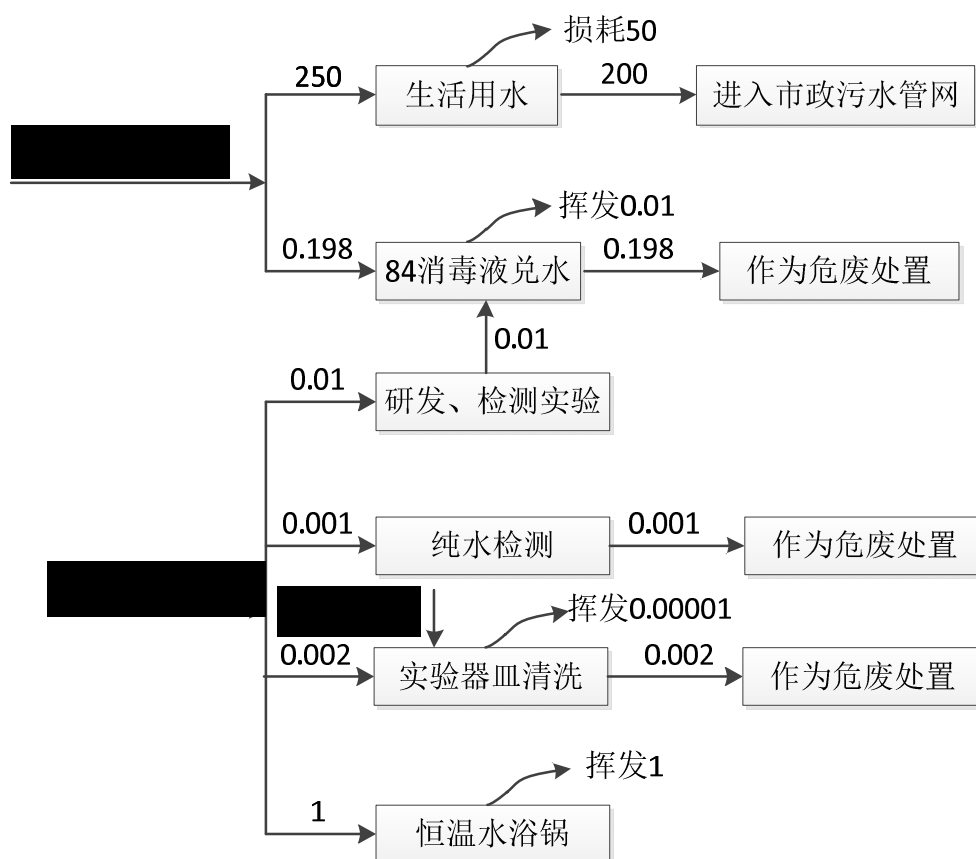 损耗50
250
生活用水
200
进入市政污水管网
挥发0.01
0.198
84消毒液兑水
0.198
作为危废处置
0.01
0.01
研发、检测实验
0.001
纯水检测
0.001
作为危废处置
挥发0.00001
0.002
实验器皿清洗
0.002
作为危废处置
挥发1
1
恒温水浴锅